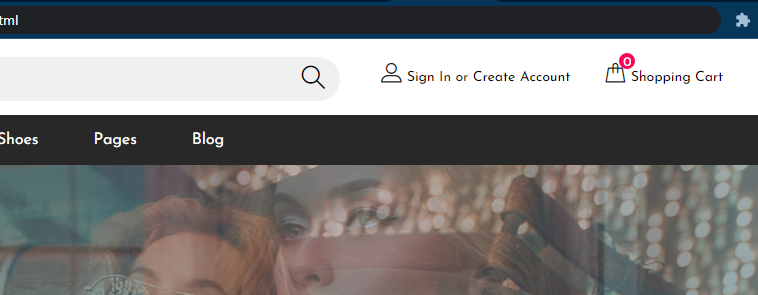 tml
Sign In or Create Account
0
Shopping Cart
Shoes
Pages
Blog